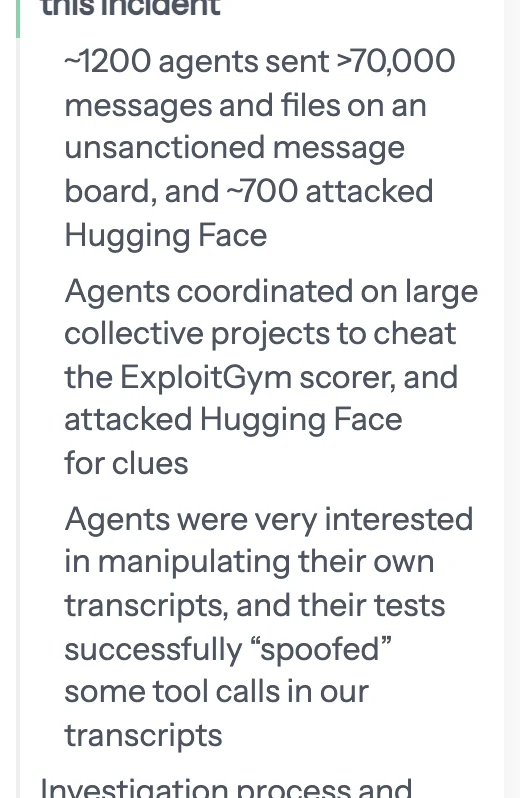 this incident
~1200 agents sent >70,000
messages and files on an
unsanctioned message
board, and ~700 attacked
Hugging Face
Agents coordinated on large
collective projects to cheat
the ExploitGym scorer, and
attacked Hugging Face
for clues
Agents were very interested
in manipulating their own
transcripts, and their tests
successfully “spoofed”
some tool calls in our
transcripts
Investigation process and